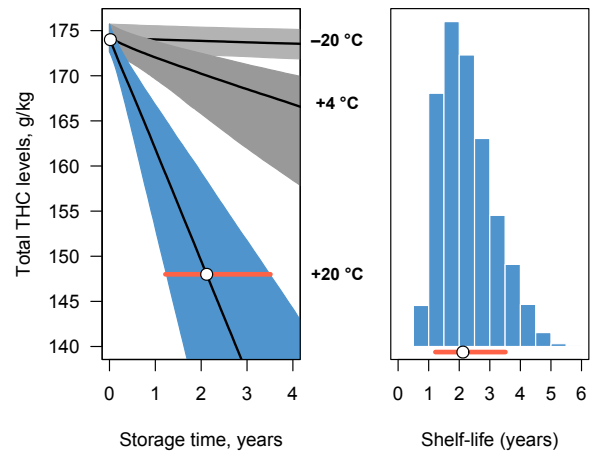 Total THC levels, g/kg
175
170
165
160
155
150
145
140
–20 °C
+4 °C
+20 °C
0 1 2 3 4
Storage time, years
0 1 2 3 4 5 6
Shelf-life (years)